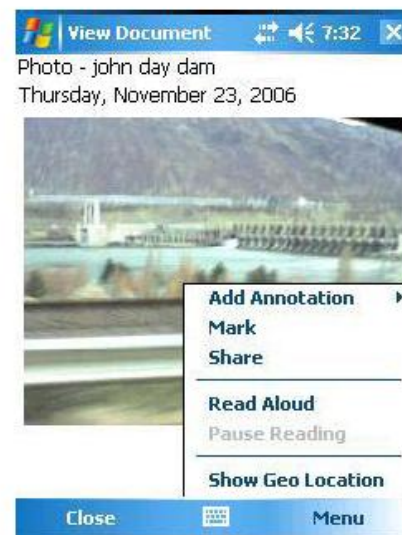 View Document 7:32
Photo - john day dam
Thursday, November 23, 2006
Add Annotation
Mark
Share
Read Aloud
Pause Reading
Show Geo Location
Close Menu